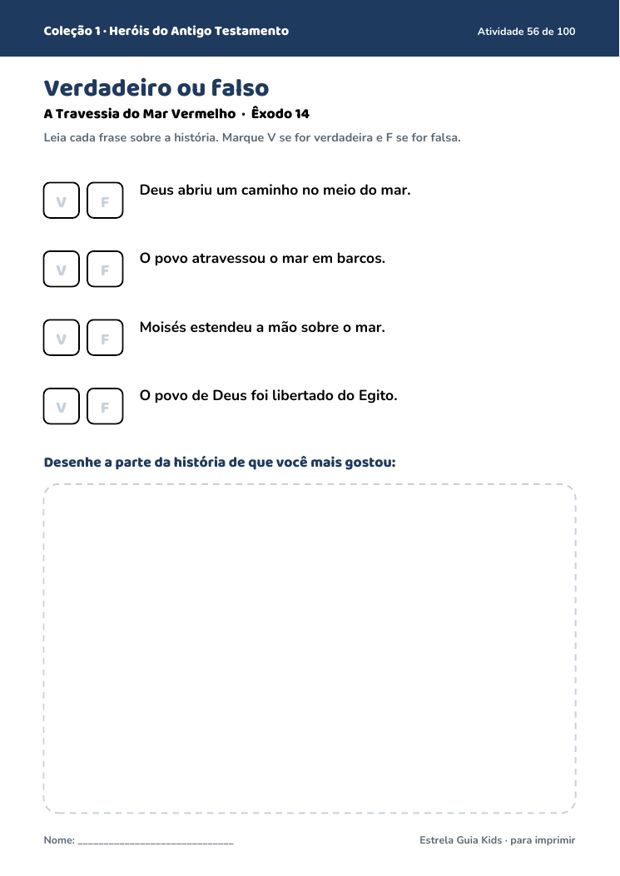 Coleção 1 · Heróis do Antigo Testamento
Atividade 56 de 100
Verdadeiro ou falso
A Travessia do Mar Vermelho · Êxodo 14
Leia cada frase sobre a história. Marque V se for verdadeira e F se for falsa.
V F Deus abriu um caminho no meio do mar.
V F O povo atravessou o mar em barcos.
V F Moisés estendeu a mão sobre o mar.
V F O povo de Deus foi libertado do Egito.
Desenhe a parte da história de que você mais gostou:
Nome: ______________________________
Estrela Guia Kids · para imprimir